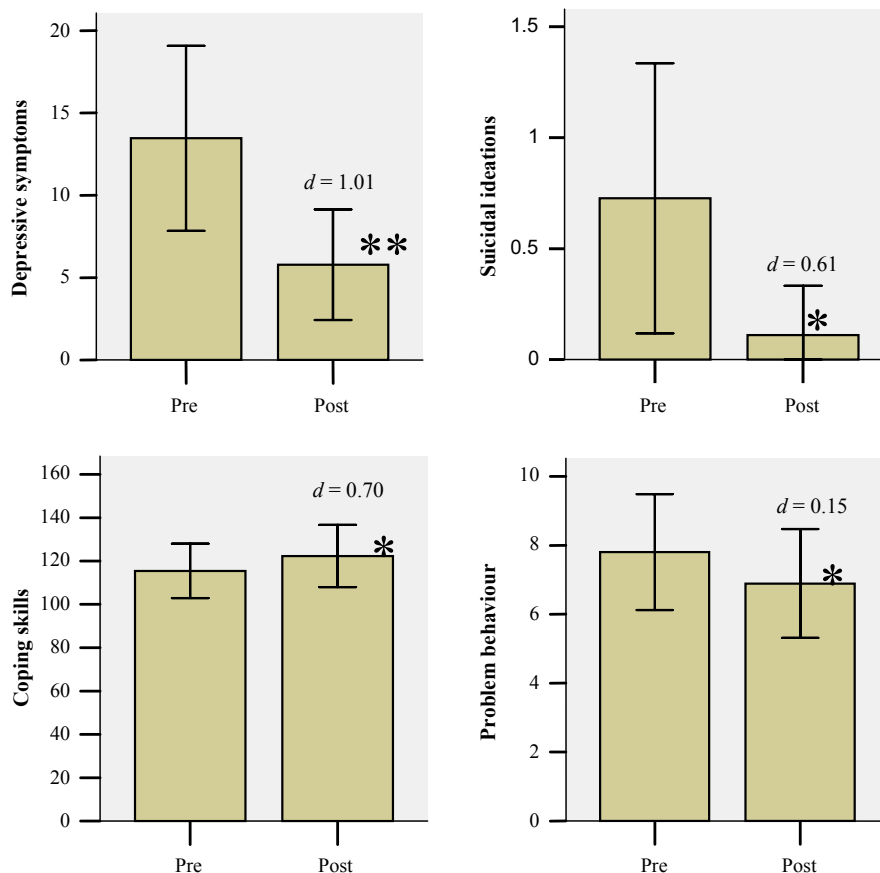 20
15
10
5
0
Depressive symptoms
d = 1.01
**
Pre
Post
1.5
1
0.5
0
Suicidal ideations
d = 0.61
*
Pre
Post
160
140
120
100
80
60
40
20
0
Coping skills
d = 0.70
*
Pre
Post
10
8
6
4
2
0
Problem behaviour
d = 0.15
*
Pre
Post